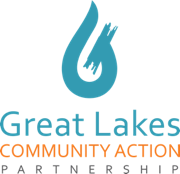 Great Lakes
COMMUNITY ACTION
PARTNERSHIP